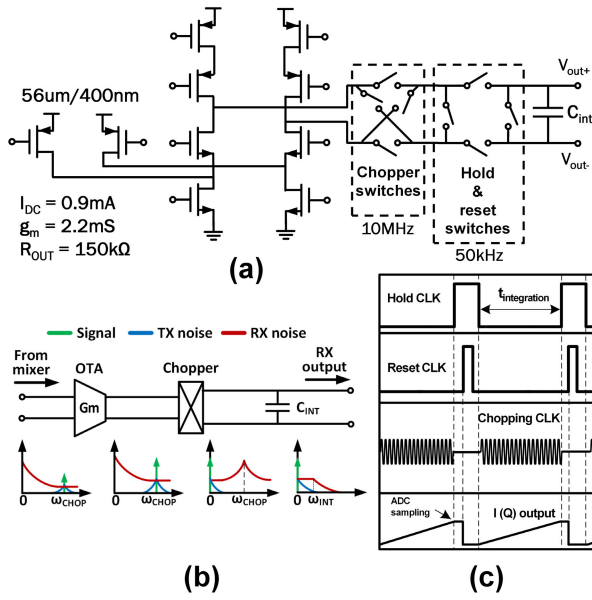 56um/400nm
I_DC = 0.9mA
g_m = 2.2mS
R_OUT = 150kΩ
V_out+
C_int
V_out-
Chopper
switches
10MHz
Hold
&
reset
switches
50kHz
(a)
Signal
TX noise
RX noise
From
mixer
OTA
Gm
Chopper
RX
output
C_INT
0
ω_CHOP
0
ω_CHOP
0
ω_CHOP
0
ω_INT
(b)
Hold CLK
t_integration
Reset CLK
Chopping CLK
ADC
sampling
I (Q) output
(c)